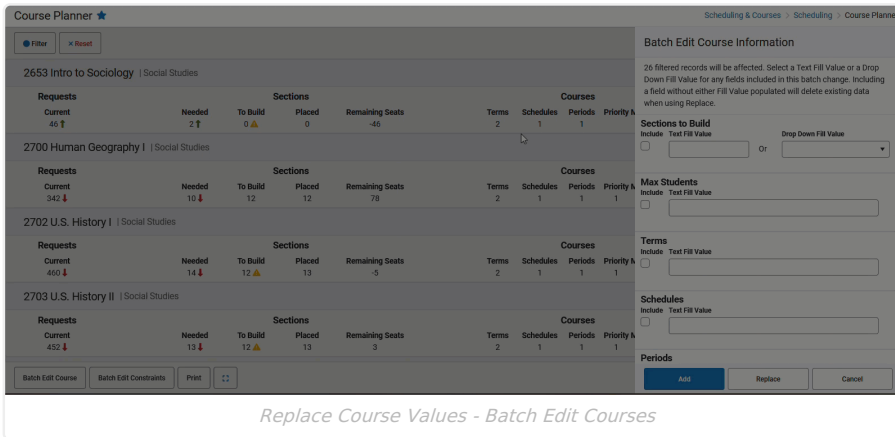 Course Planner
Scheduling & Courses > Scheduling > Course Planne
Filter
× Reset
2653 Intro to Sociology | Social Studies
Requests Sections Courses
Current Needed To Build Placed Remaining Seats Terms Schedules Periods Priority M
46 2 0 0 -46 2 1 1
2700 Human Geography I | Social Studies
Requests Sections Courses
Current Needed To Build Placed Remaining Seats Terms Schedules Periods Priority M
342 10 12 12 78 2 1 1 1
2702 U.S. History I | Social Studies
Requests Sections Courses
Current Needed To Build Placed Remaining Seats Terms Schedules Periods Priority M
460 14 12 13 -5 2 1 1 1
2703 U.S. History II | Social Studies
Requests Sections Courses
Current Needed To Build Placed Remaining Seats Terms Schedules Periods Priority M
452 13 12 13 3 2 1 1 1
Batch Edit Course Batch Edit Constraints Print
Batch Edit Course Information
26 filtered records will be affected. Select a Text Fill Value or a Drop
Down Fill Value for any fields included in this batch change. Including
a field without either Fill Value populated will delete existing data
when using Replace.
Sections to Build
Include Text Fill Value Drop Down Fill Value
Or
Max Students
Include Text Fill Value
Terms
Include Text Fill Value
Schedules
Include Text Fill Value
Periods
Add Replace Cancel
Replace Course Values - Batch Edit Courses